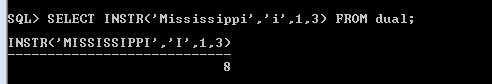 SQL> SELECT INSTR('Mississippi','i',1,3) FROM dual;
INSTR('MISSISSIPPI','I',1,3)
----------------------------
8